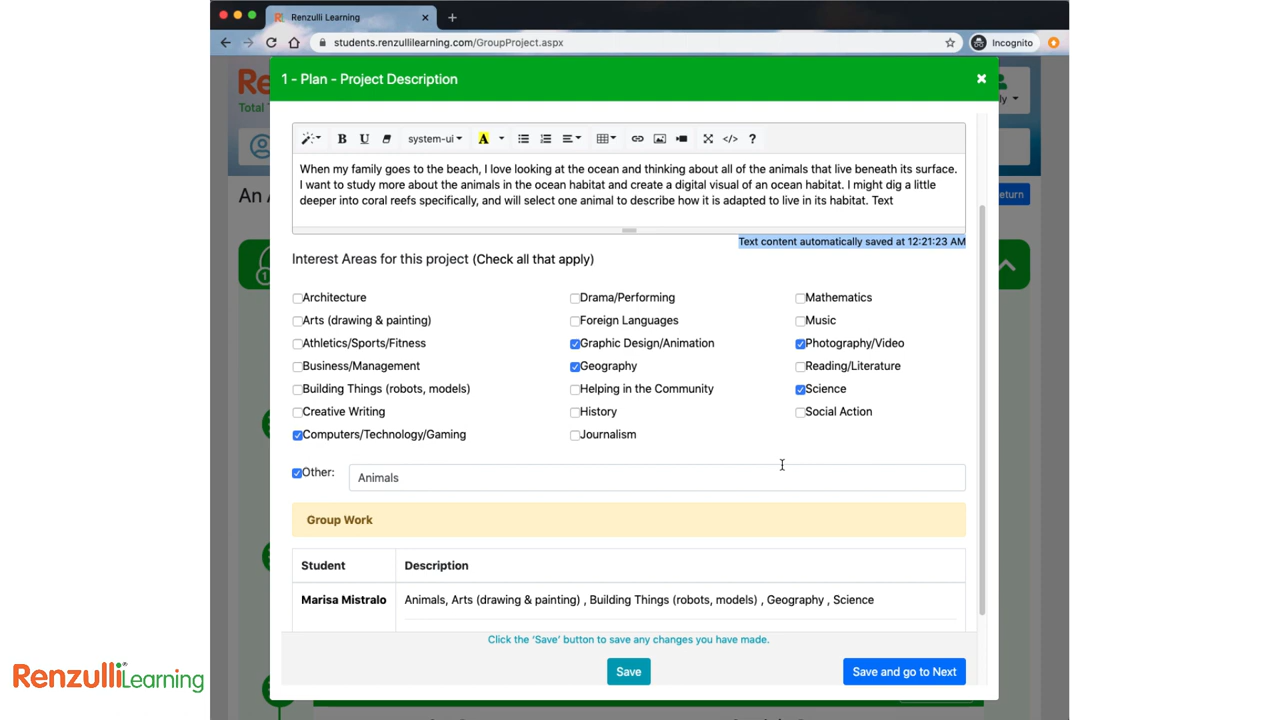 Renzulli Learning
students.renzullilearning.com/GroupProject.aspx
Incognito
1 - Plan - Project Description
Re
Total T
An A
eturn
ly
B U system-ui A </> ?
When my family goes to the beach, I love looking at the ocean and thinking about all of the animals that live beneath its surface.
I want to study more about the animals in the ocean habitat and create a digital visual of an ocean habitat. I might dig a little
deeper into coral reefs specifically, and will select one animal to describe how it is adapted to live in its habitat. Text
Text content automatically saved at 12:21:23 AM
Interest Areas for this project (Check all that apply)
Architecture Drama/Performing Mathematics
Arts (drawing & painting) Foreign Languages Music
Athletics/Sports/Fitness Graphic Design/Animation Photography/Video
Business/Management Geography Reading/Literature
Building Things (robots, models) Helping in the Community Science
Creative Writing History Social Action
Computers/Technology/Gaming Journalism
Other: Animals
Group Work
Student Description
Marisa Mistralo Animals, Arts (drawing & painting) , Building Things (robots, models) , Geography , Science
Click the 'Save' button to save any changes you have made.
Save Save and go to Next
RenzulliLearning